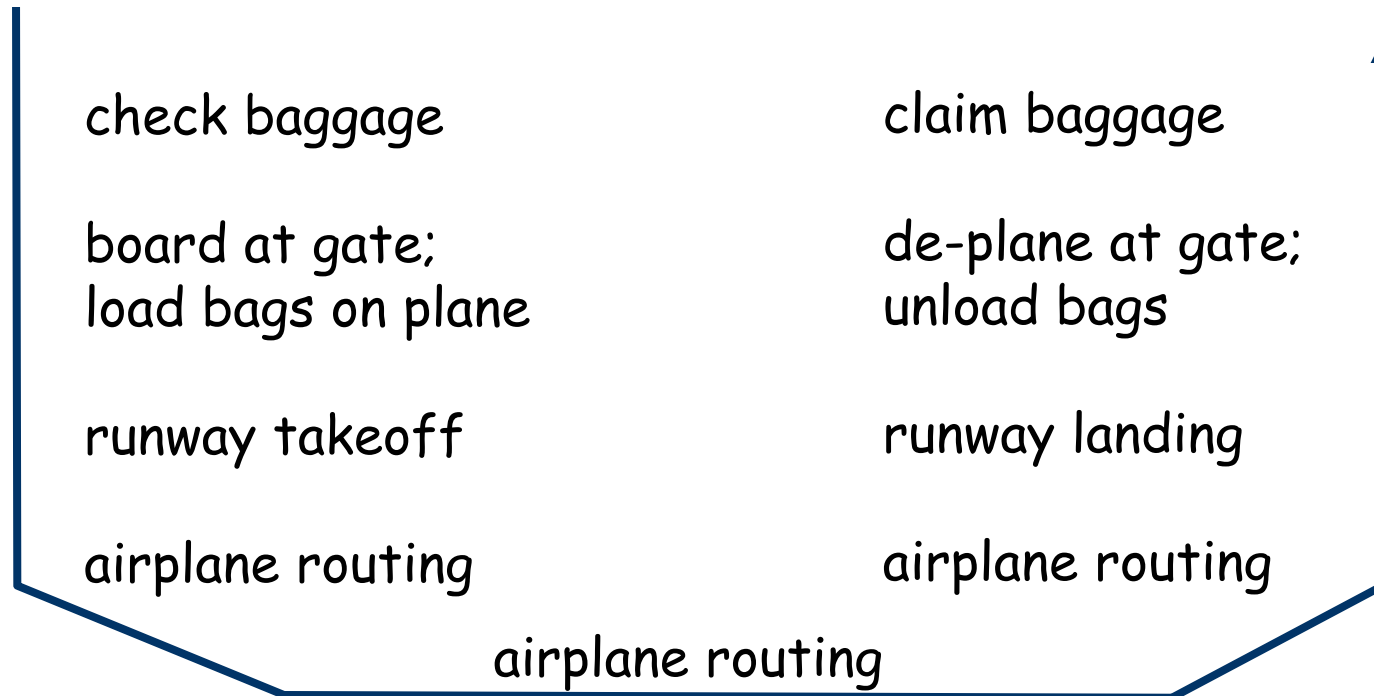 check baggage
claim baggage
board at gate;
load bags on plane
de-plane at gate;
unload bags
runway takeoff
runway landing
airplane routing
airplane routing
airplane routing